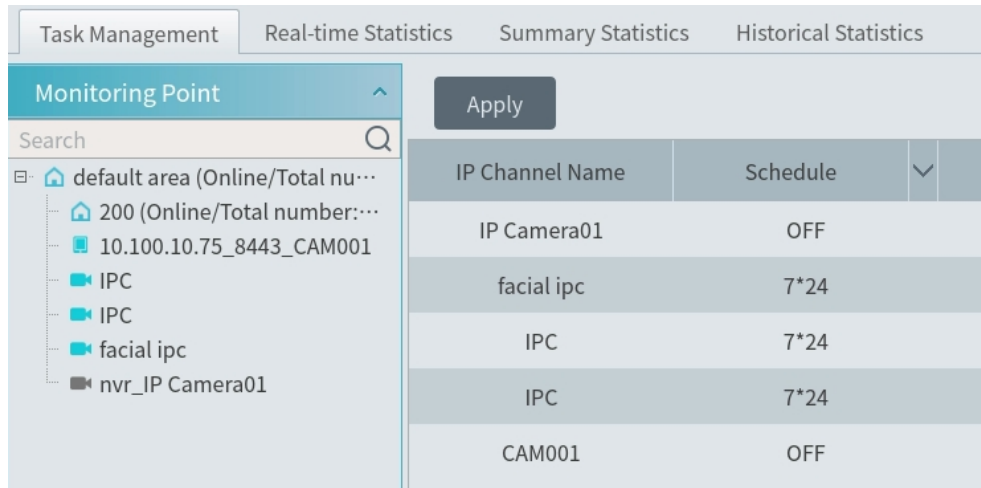 Task Management Real-time Statistics Summary Statistics Historical Statistics
Monitoring Point
Search
default area (Online/Total nu···
200 (Online/Total number:···
10.100.10.75_8443_CAM001
IPC
IPC
facial ipc
nvr_IP Camera01
Apply
IP Channel Name Schedule
IP Camera01 OFF
facial ipc 7*24
IPC 7*24
IPC 7*24
CAM001 OFF